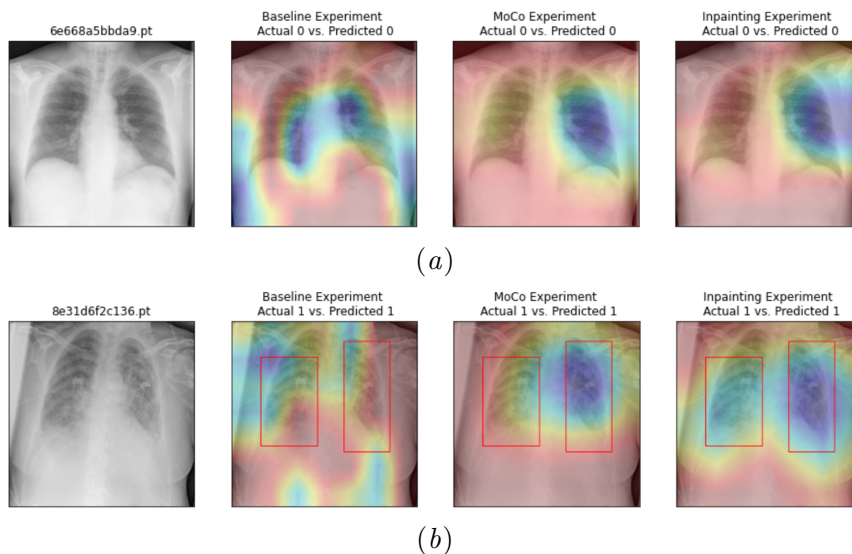 6e668a5bbda9.pt
Baseline Experiment
Actual 0 vs. Predicted 0
MoCo Experiment
Actual 0 vs. Predicted 0
Inpainting Experiment
Actual 0 vs. Predicted 0
(a)
8e31d6f2c136.pt
Baseline Experiment
Actual 1 vs. Predicted 1
MoCo Experiment
Actual 1 vs. Predicted 1
Inpainting Experiment
Actual 1 vs. Predicted 1
(b)